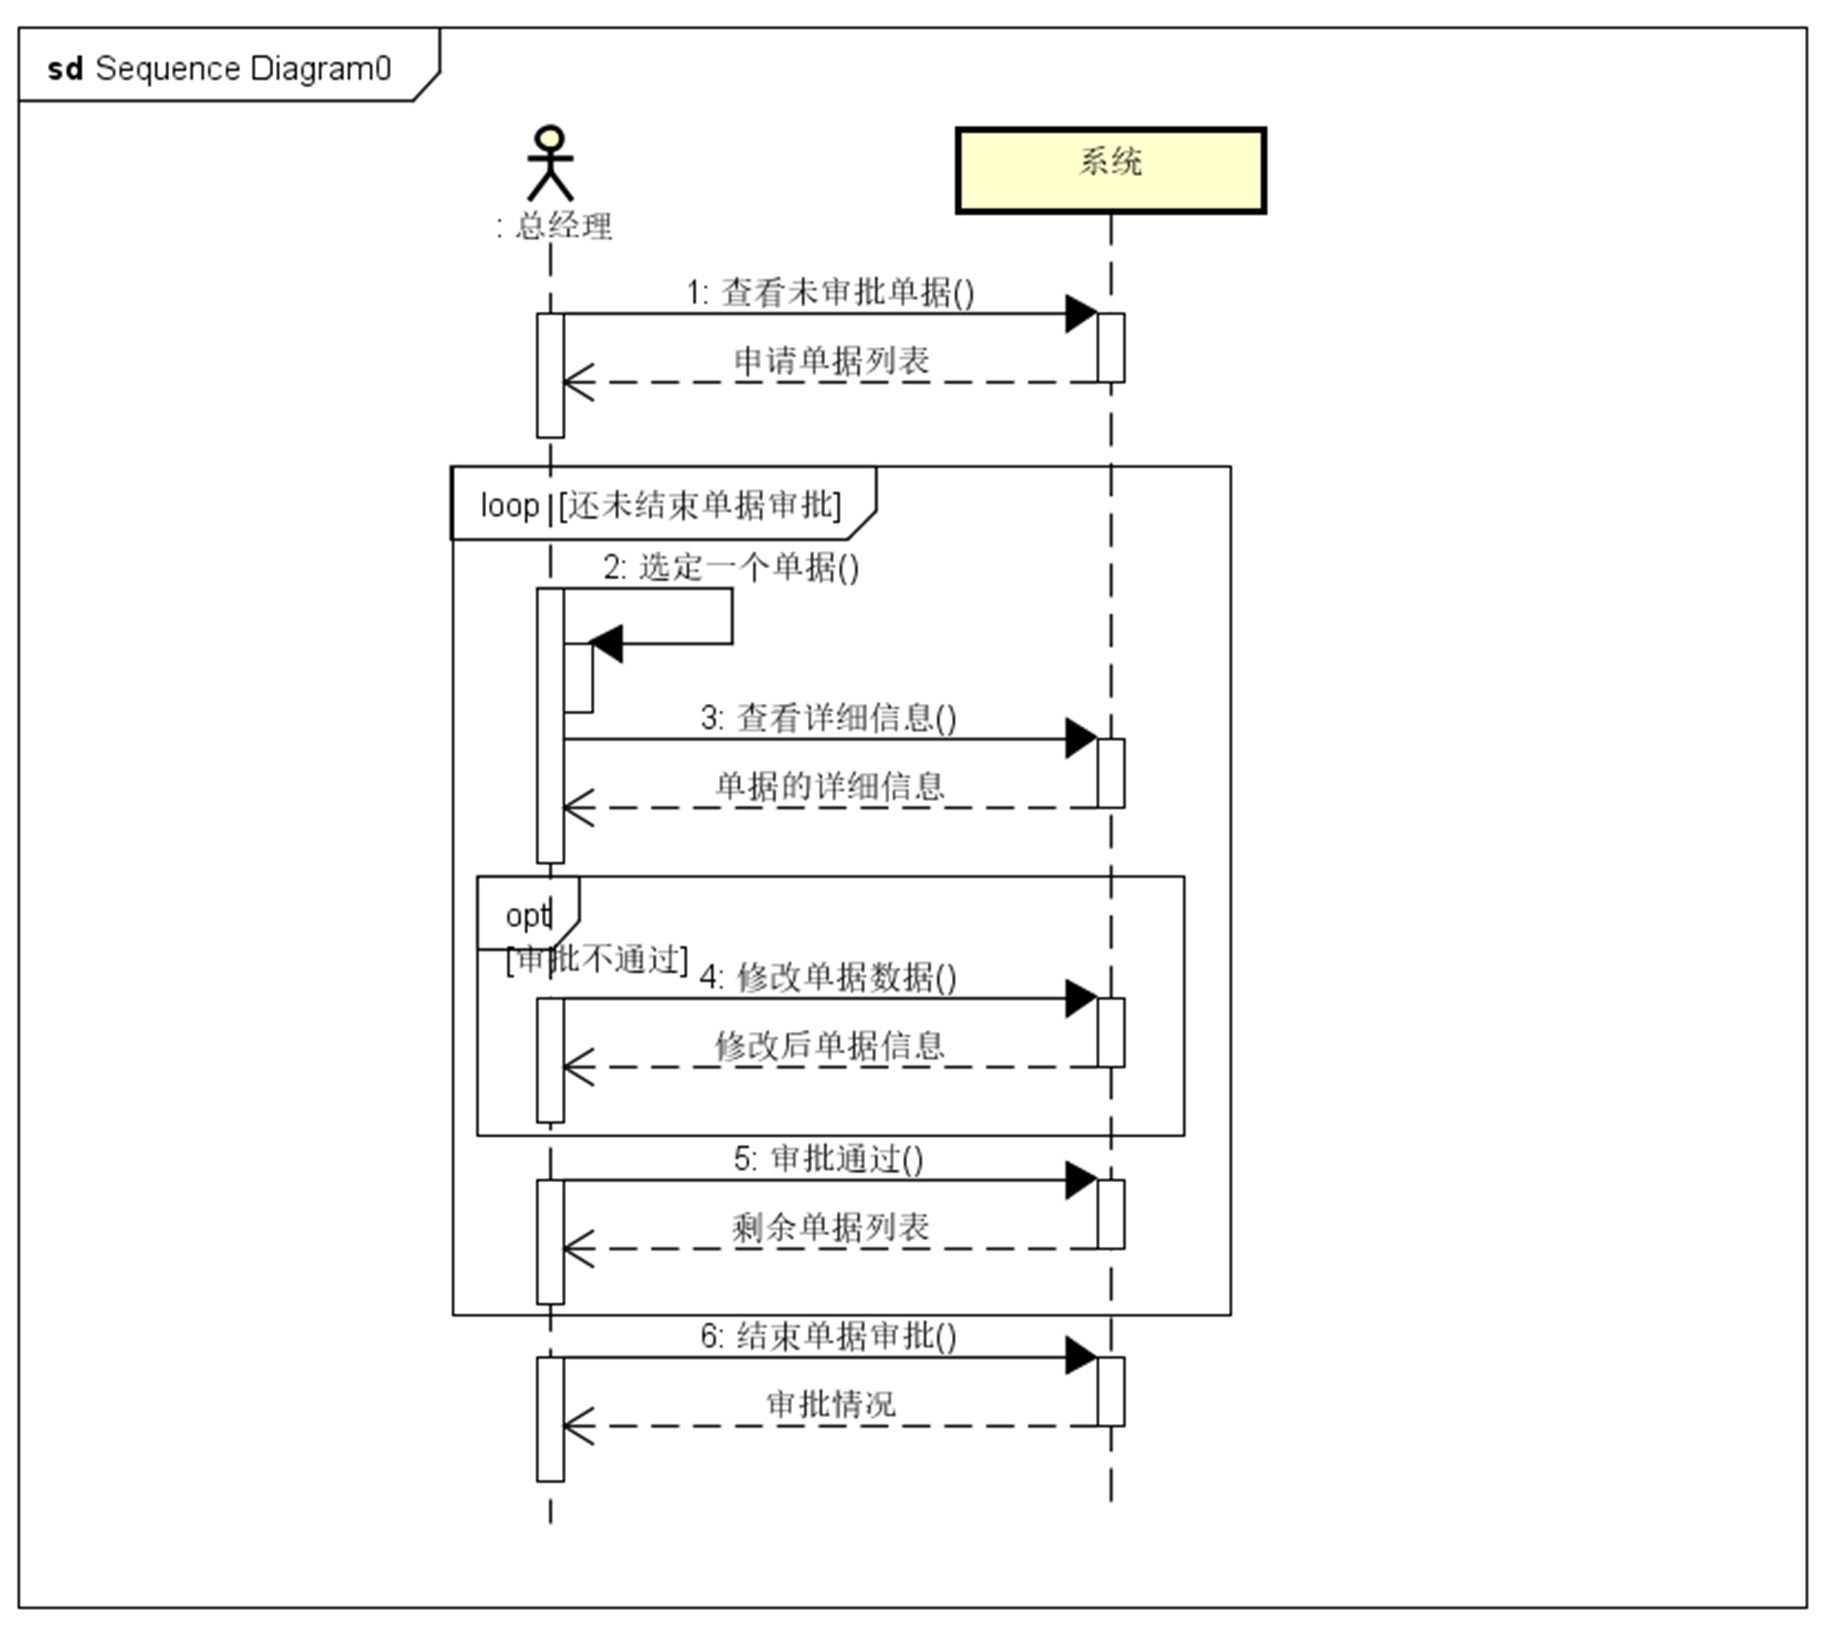 sd Sequence Diagram0
系统
: 总经理
1: 查看未审批单据()
申请单据列表
loop [还未结束单据审批]
2: 选定一个单据()
3: 查看详细信息()
单据的详细信息
opt
[审批不通过]
4: 修改单据数据()
修改后单据信息
5: 审批通过()
剩余单据列表
6: 结束单据审批()
审批情况